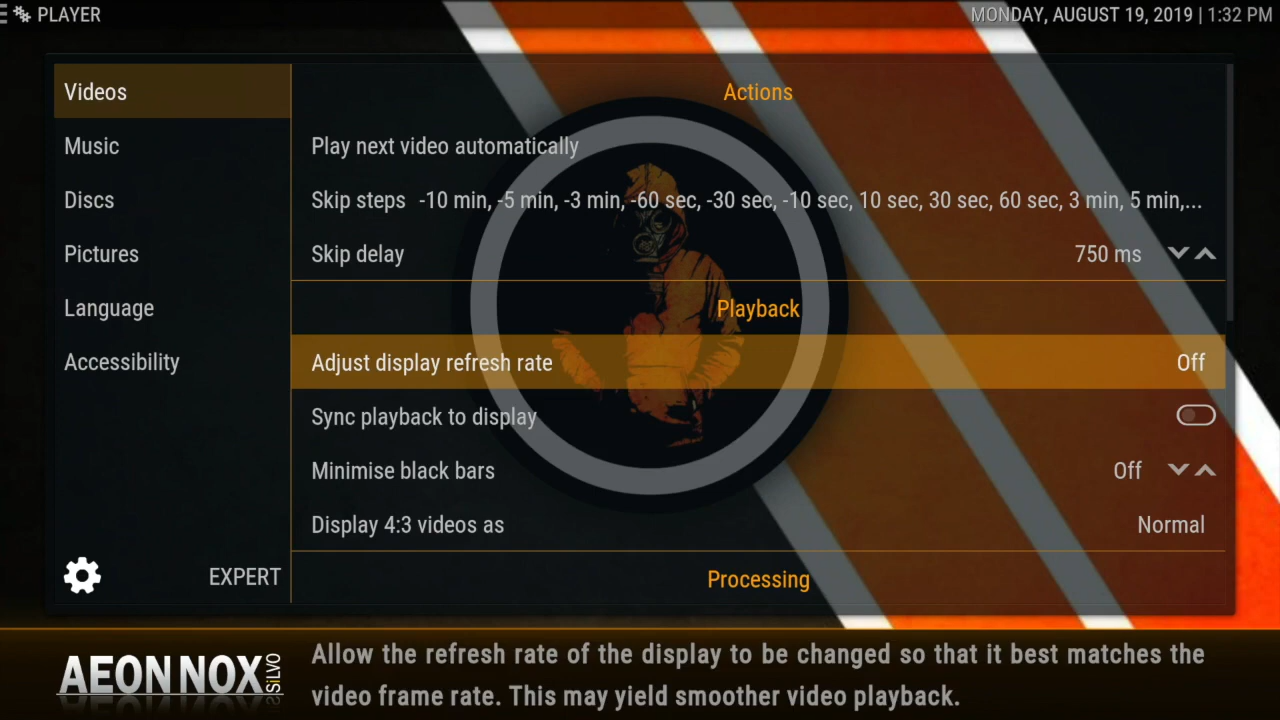 PLAYER
MONDAY, AUGUST 19, 2019 | 1:32 PM
Videos
Music
Discs
Pictures
Language
Accessibility
EXPERT
Actions
Play next video automatically
Skip steps -10 min, -5 min, -3 min, -60 sec, -30 sec, -10 sec, 10 sec, 30 sec, 60 sec, 3 min, 5 min,...
Skip delay 750 ms
Playback
Adjust display refresh rate Off
Sync playback to display
Minimise black bars Off
Display 4:3 videos as Normal
Processing
AEON NOX SiLVO
Allow the refresh rate of the display to be changed so that it best matches the
video frame rate. This may yield smoother video playback.